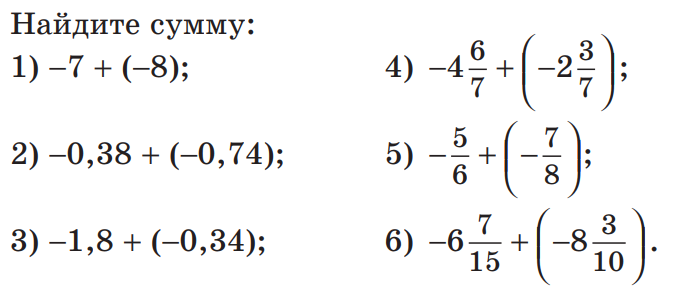 Найдите сумму:
1) –7 + (–8);
2) –0,38 + (–0,74);
3) –1,8 + (–0,34);
4) –4 6/7 + (–2 3/7);
5) –5/6 + (–7/8);
6) –6 7/15 + (–8 3/10).